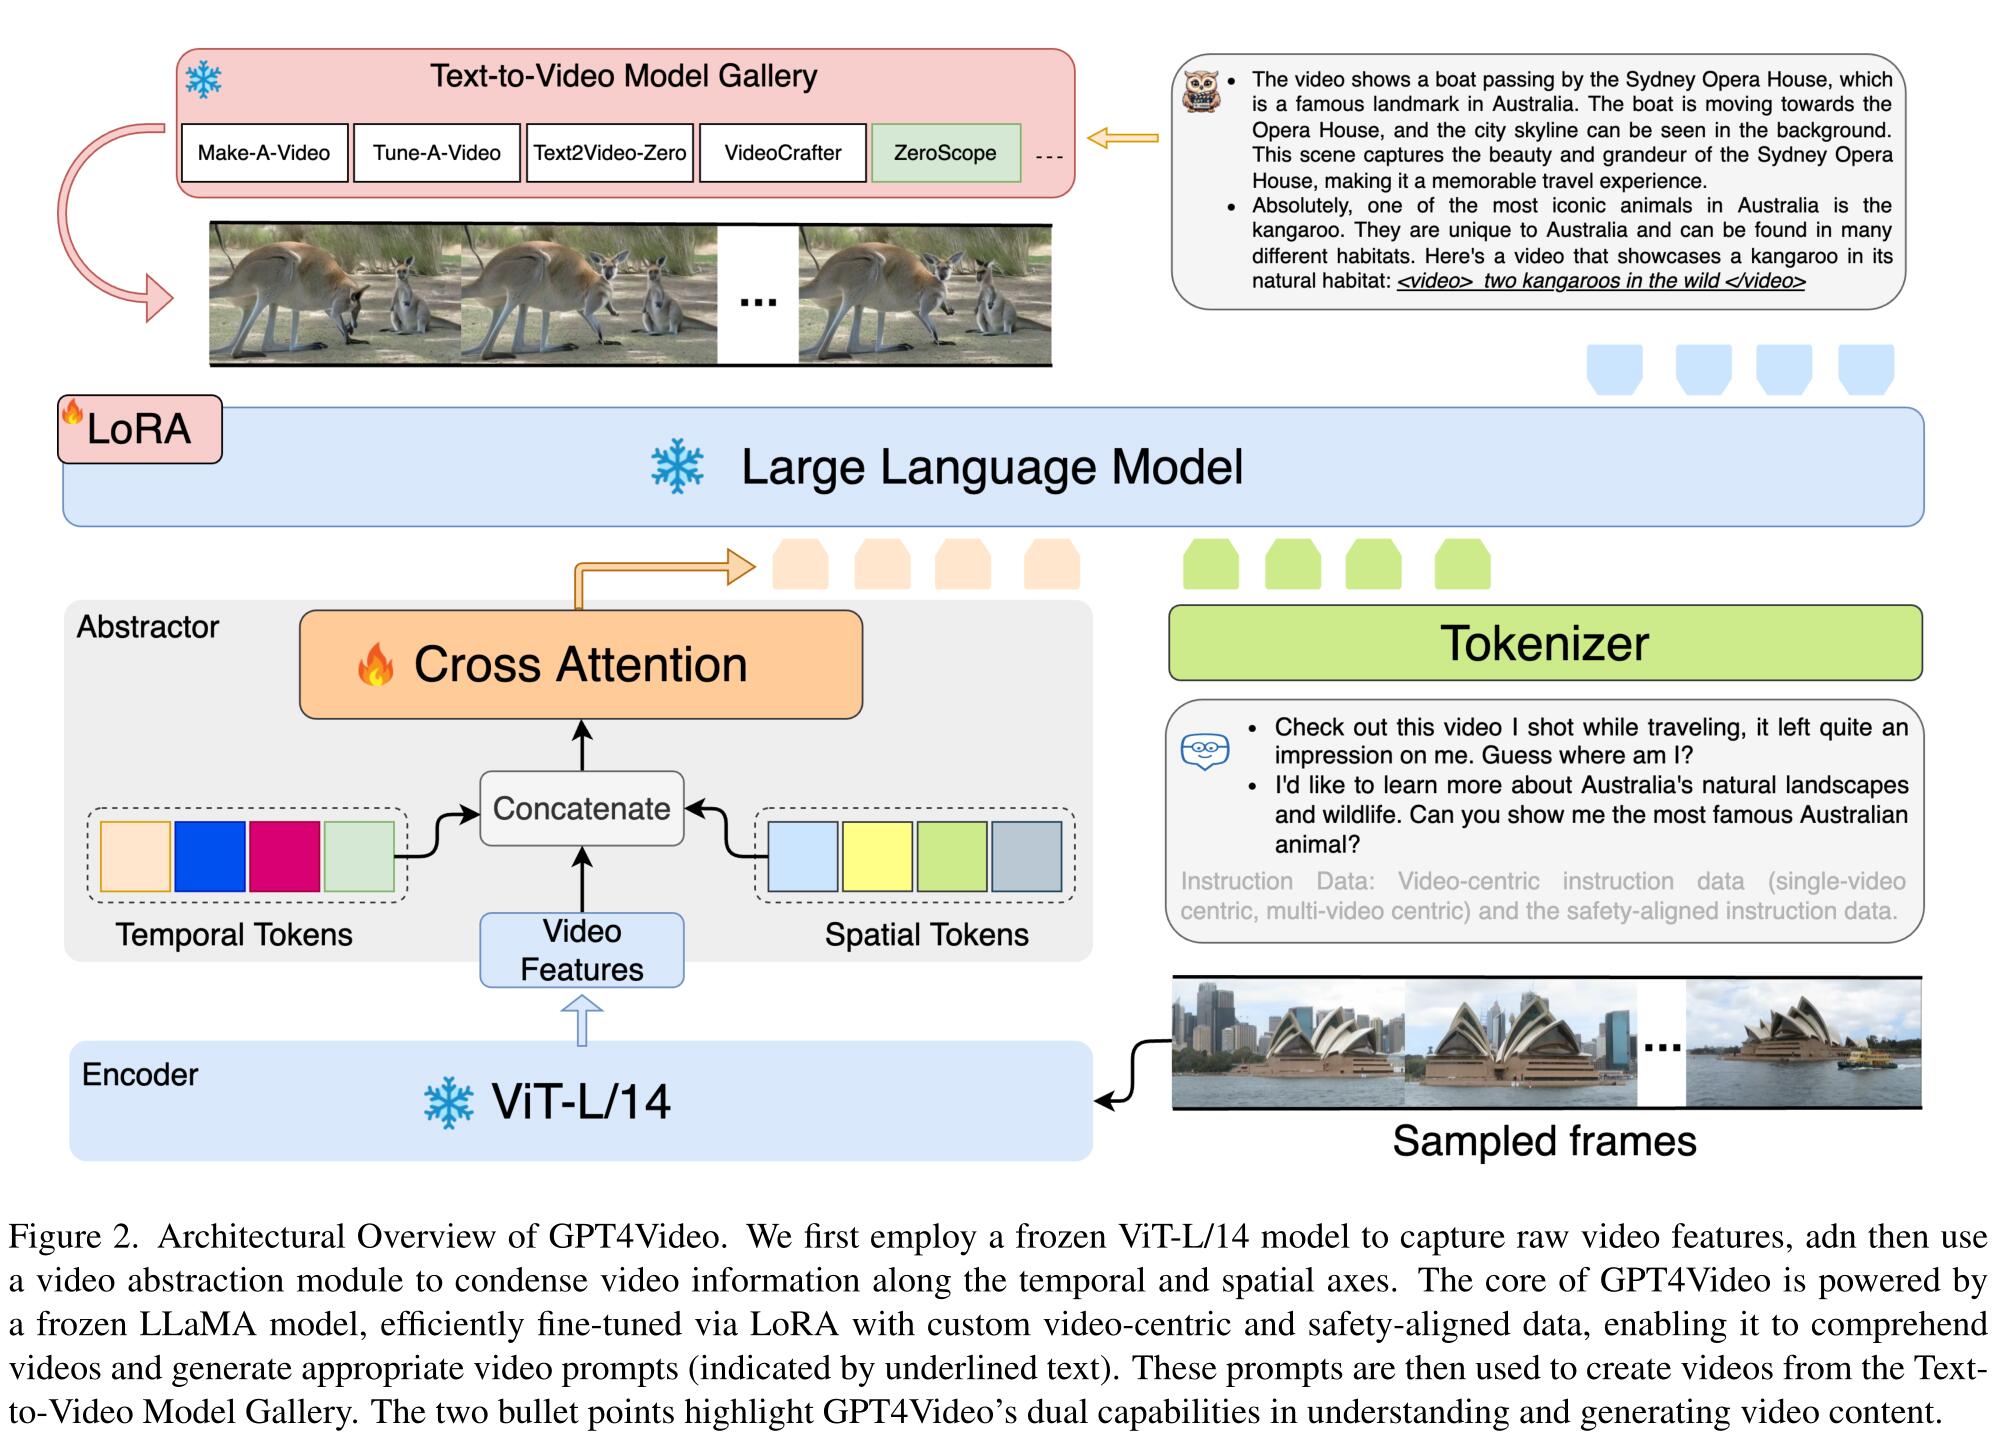 Text-to-Video Model Gallery
Make-A-Video
Tune-A-Video
Text2Video-Zero
VideoCrafter
ZeroScope
---
• The video shows a boat passing by the Sydney Opera House, which
is a famous landmark in Australia. The boat is moving towards the
Opera House, and the city skyline can be seen in the background.
This scene captures the beauty and grandeur of the Sydney Opera
House, making it a memorable travel experience.
• Absolutely, one of the most iconic animals in Australia is the
kangaroo. They are unique to Australia and can be found in many
different habitats. Here's a video that showcases a kangaroo in its
natural habitat: <video> two kangaroos in the wild </video>
...
LoRA
Large Language Model
Abstractor
Cross Attention
Concatenate
Temporal Tokens
Video
Features
Spatial Tokens
Encoder
ViT-L/14
Tokenizer
• Check out this video I shot while traveling, it left quite an
impression on me. Guess where am I?
• I'd like to learn more about Australia's natural landscapes
and wildlife. Can you show me the most famous Australian
animal?
Instruction Data: Video-centric instruction data (single-video
centric, multi-video centric) and the safety-aligned instruction data.
...
Sampled frames
Figure 2. Architectural Overview of GPT4Video. We first employ a frozen ViT-L/14 model to capture raw video features, adn then use
a video abstraction module to condense video information along the temporal and spatial axes. The core of GPT4Video is powered by
a frozen LLaMA model, efficiently fine-tuned via LoRA with custom video-centric and safety-aligned data, enabling it to comprehend
videos and generate appropriate video prompts (indicated by underlined text). These prompts are then used to create videos from the Text-
to-Video Model Gallery. The two bullet points highlight GPT4Video's dual capabilities in understanding and generating video content.